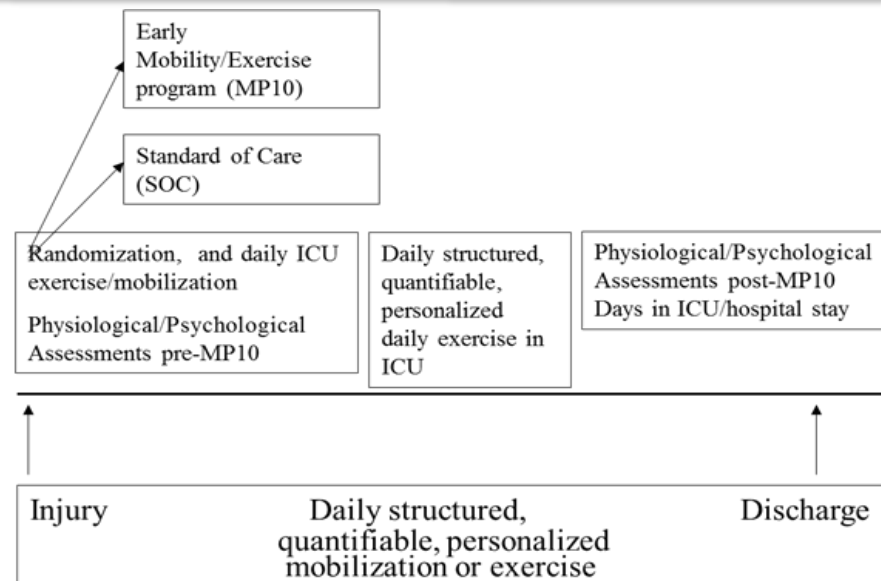 Early
Mobility/Exercise
program (MP10)
Standard of Care
(SOC)
Randomization, and daily ICU
exercise/mobilization
Physiological/Psychological
Assessments pre-MP10
Daily structured,
quantifiable,
personalized
daily exercise in
ICU
Physiological/Psychological
Assessments post-MP10
Days in ICU/hospital stay
Injury
Daily structured,
quantifiable, personalized
mobilization or exercise
Discharge